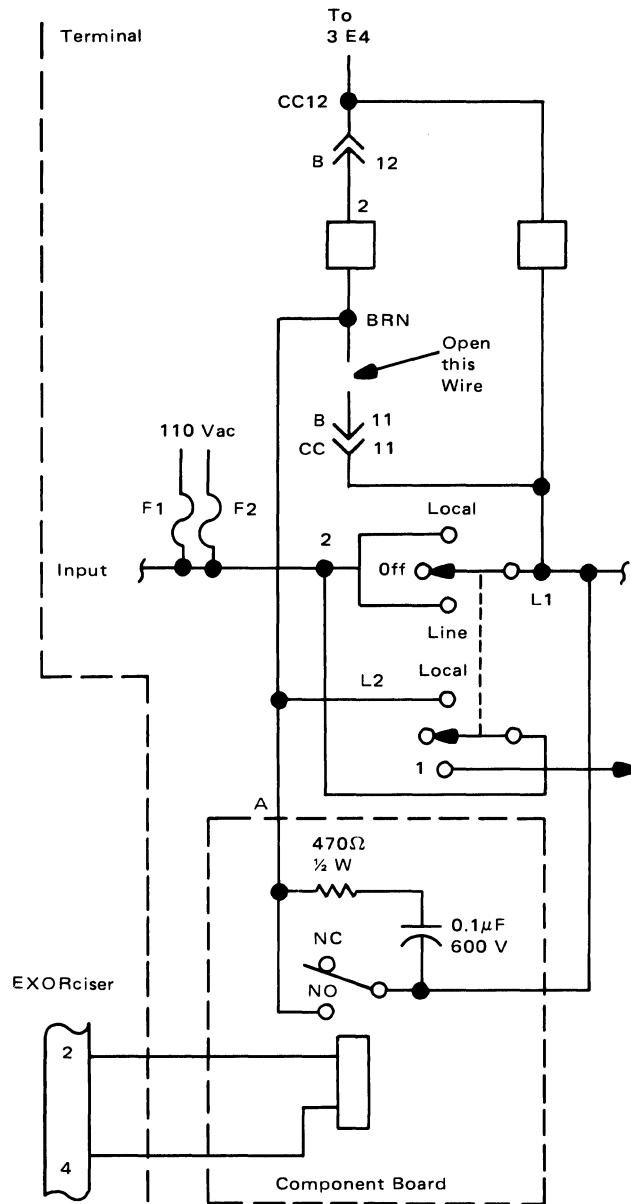 To
3 E4
Terminal
CC12
B 12
2
BRN
Open
this
Wire
B 11
CC 11
110 Vac
F1 F2
Local
2
Input
Off
L1
Line
Local
L2
1
A
470Ω
½ W
0.1μF
600 V
NC
EXORciser
NO
2
4
Component Board